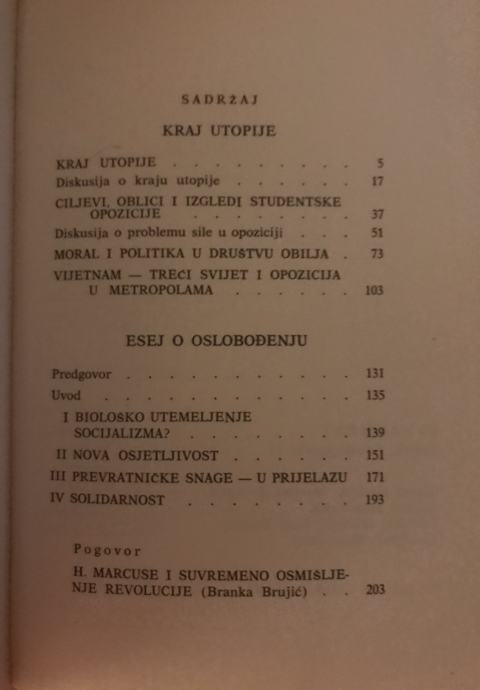 SADRŽAJ
KRAJ UTOPIJE
KRAJ UTOPIJE . . . . . . . . . 5
Diskusija o kraju utopije . . . . . . 17
CILJEVI, OBLICI I IZGLEDI STUDENTSKE
OPOZICIJE . . . . . . . . 37
Diskusija o problemu sile u opoziciji . . . 51
MORAL I POLITIKA U DRUŠTVU OBILJA . 73
VIJETNAM — TREĆI SVIJET I OPOZICIJA
U METROPOLAMA . . . . . . 103
ESEJ O OSLOBOĐENJU
Predgovor . . . . . . . . . . . 131
Uvod . . . . . . . . . . . . 135
I BIOLOŠKO UTEMELJENJE
SOCIJALIZMA? . . . . . . . . 139
II NOVA OSJETLJIVOST . . . . . . 151
III PREVRATNIČKE SNAGE — U PRIJELAZU 171
IV SOLIDARNOST . . . . . . . . 193
Pogovor
H. MARCUSE I SUVREMENO OSMIŠLJE-
NJE REVOLUCIJE (Branka Brujić) . . 203